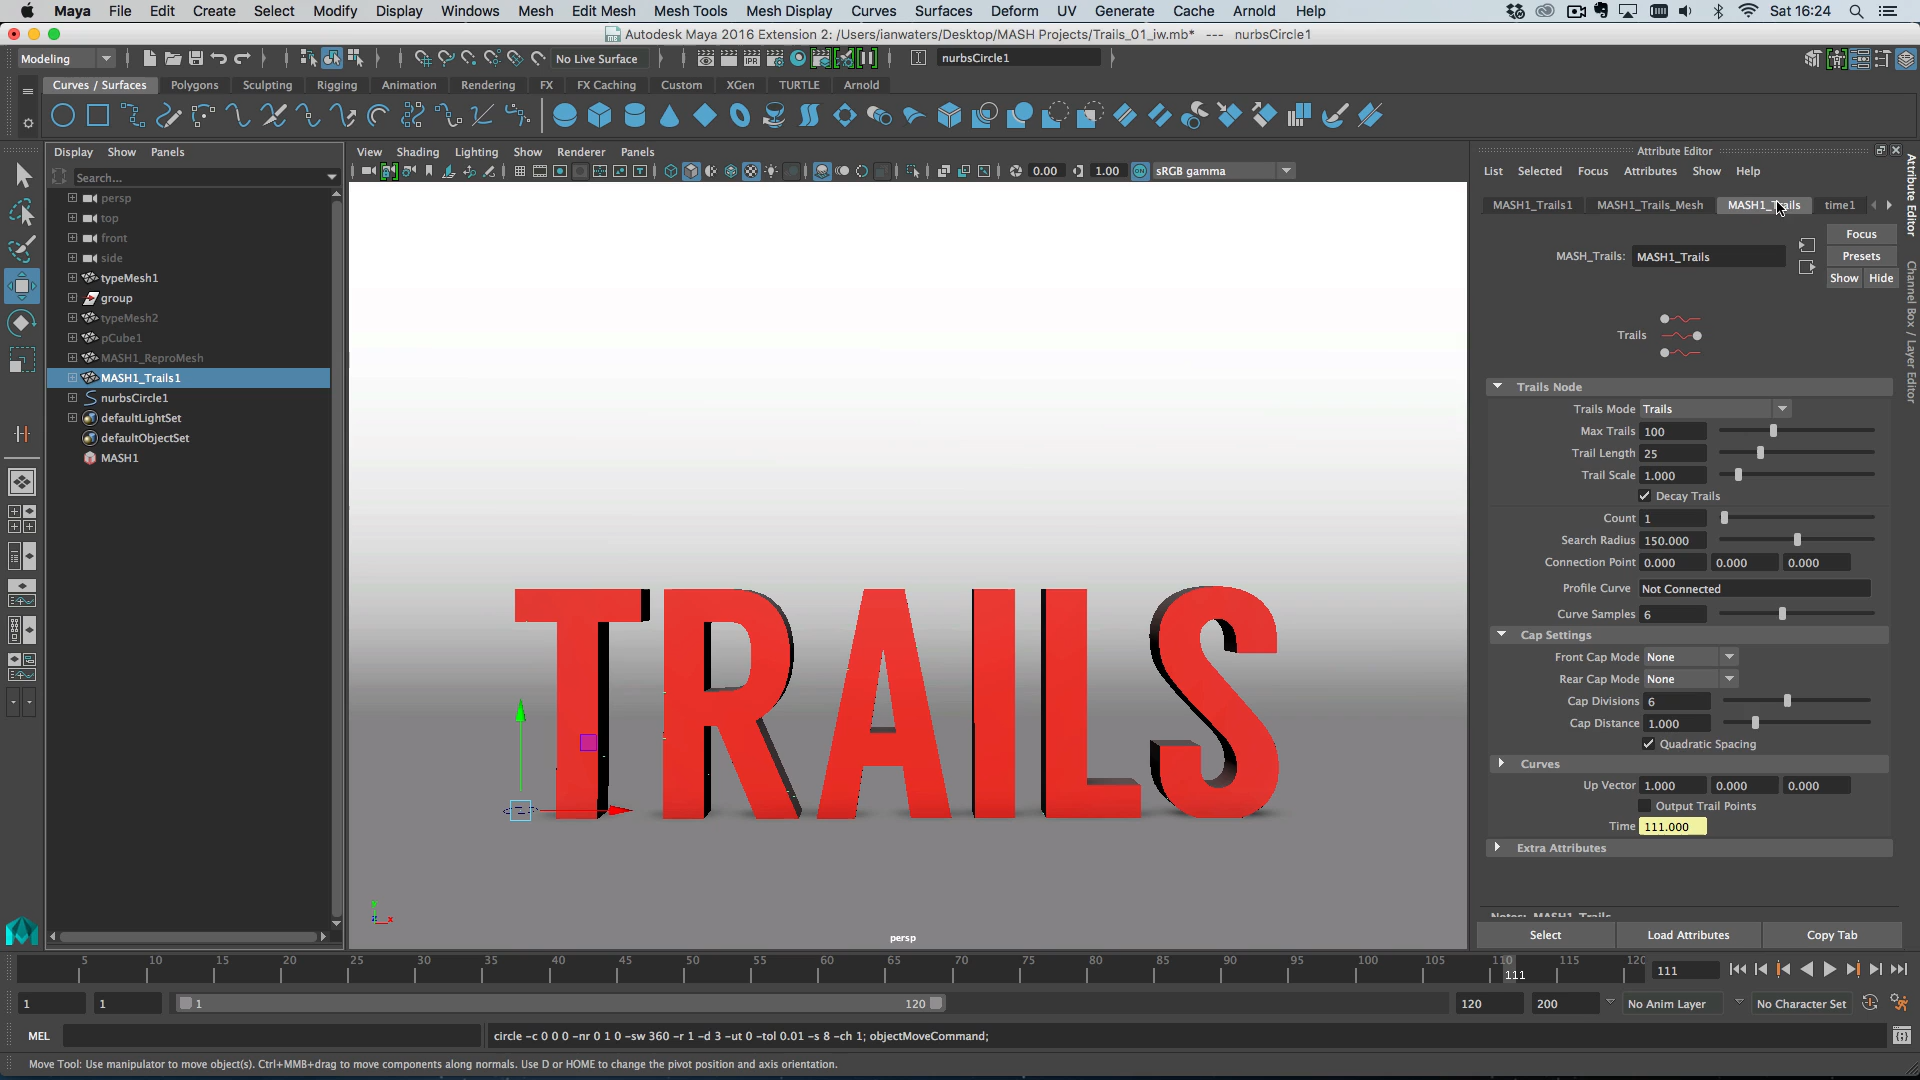 Maya File Edit Create Select Modify Display Windows Mesh Edit Mesh Mesh Tools Mesh Display Curves Surfaces Deform UV Generate Cache Arnold Help Sat 16:24
Autodesk Maya 2016 Extension 2: /Users/ianwaters/Desktop/MASH Projects/Trails_01_iw.mb* --- nurbsCircle1
Modeling No Live Surface nurbsCircle1
Curves / Surfaces Polygons Sculpting Rigging Animation Rendering FX FX Caching Custom TURTLE XGen Arnold
Display Show Panels
Search...
persp
top
front
side
typeMesh1
group
typeMesh2
pCube1
MASH1_ReproMesh
MASH1_Trails1
nurbsCircle1
defaultLightSet
defaultObjectSet
MASH1
View Shading Lighting Show Renderer Panels
0.00 1.00 ON sRGB gamma
TRAILS
y
z x
persp
Attribute Editor
List Selected Focus Attributes Show Help
MASH1_Trails1 MASH1_Trails_Mesh MASH1_Trails time1
MASH_Trails: MASH1_Trails
Focus
Presets
Show Hide
Trails
Trails Node
Trails Mode Trails
Max Trails 100
Trail Length 25
Trail Scale 1.000
Decay Trails
Count 1
Search Radius 150.000
Connection Point 0.000 0.000 0.000
Profile Curve Not Connected
Curve Samples 6
Cap Settings
Front Cap Mode None
Rear Cap Mode None
Cap Divisions 6
Cap Distance 1.000
Quadratic Spacing
Curves
Up Vector 1.000 0.000 0.000
Output Trail Points
Time 111.000
Extra Attributes
Notes: MASH1_Trails
Select Load Attributes Copy Tab
Attribute Editor
Channel Box / Layer Editor
5 10 15 20 25 30 35 40 45 50 55 60 65 70 75 80 85 90 95 100 105 110 115 120
111
111
1 1 1 120 120 200 No Anim Layer No Character Set
MEL circle -c 0 0 0 -nr 0 1 0 -sw 360 -r 1 -d 3 -ut 0 -tol 0.01 -s 8 -ch 1; objectMoveCommand;
Move Tool: Use manipulator to move object(s). Ctrl+MMB+drag to move components along normals. Use D or HOME to change the pivot position and axis orientation.